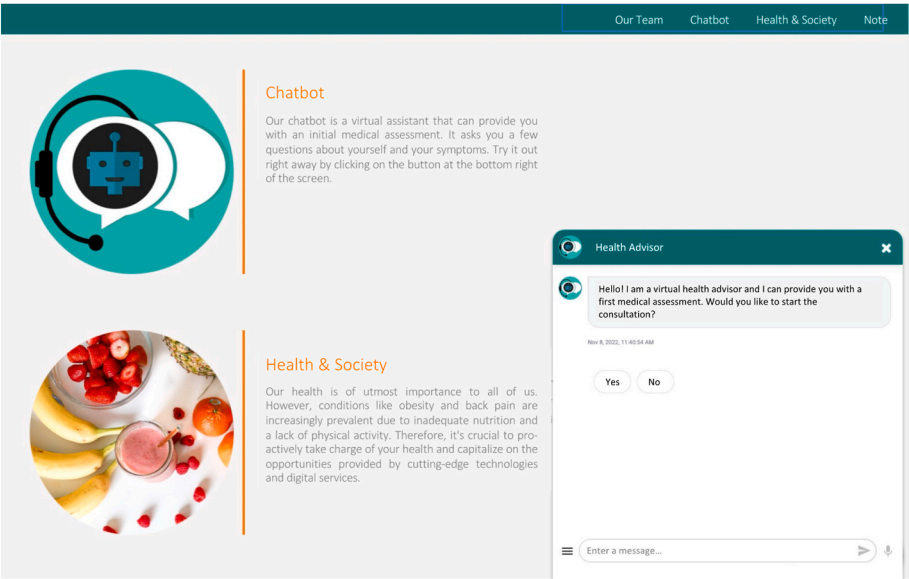 Our Team Chatbot Health & Society Note
Chatbot
Our chatbot is a virtual assistant that can provide you
with an initial medical assessment. It asks you a few
questions about yourself and your symptoms. Try it out
right away by clicking on the button at the bottom right
of the screen.
Health & Society
Our health is of utmost importance to all of us.
However, conditions like obesity and back pain are
increasingly prevalent due to inadequate nutrition and
a lack of physical activity. Therefore, it's crucial to pro-
actively take charge of your health and capitalize on the
opportunities provided by cutting-edge technologies
and digital services.
Health Advisor
Hello! I am a virtual health advisor and I can provide you with a
first medical assessment. Would you like to start the
consultation?
Nov 8, 2022, 11:40:54 AM
Yes No
Enter a message...